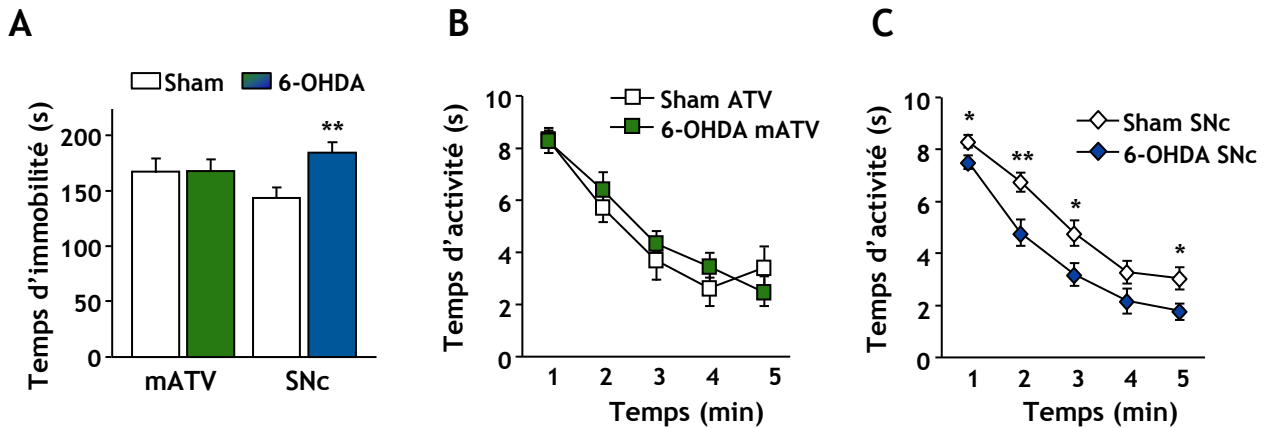 A
Sham 6-OHDA
Temps d'immobilité (s)
200
150
100
50
0
**
mATV SNc
B
Sham ATV
6-OHDA mATV
Temps d'activité (s)
10
8
6
4
2
0
1 2 3 4 5
Temps (min)
C
Sham SNc
6-OHDA SNc
Temps d'activité (s)
10
8
6
4
2
0
*
**
*
*
1 2 3 4 5
Temps (min)